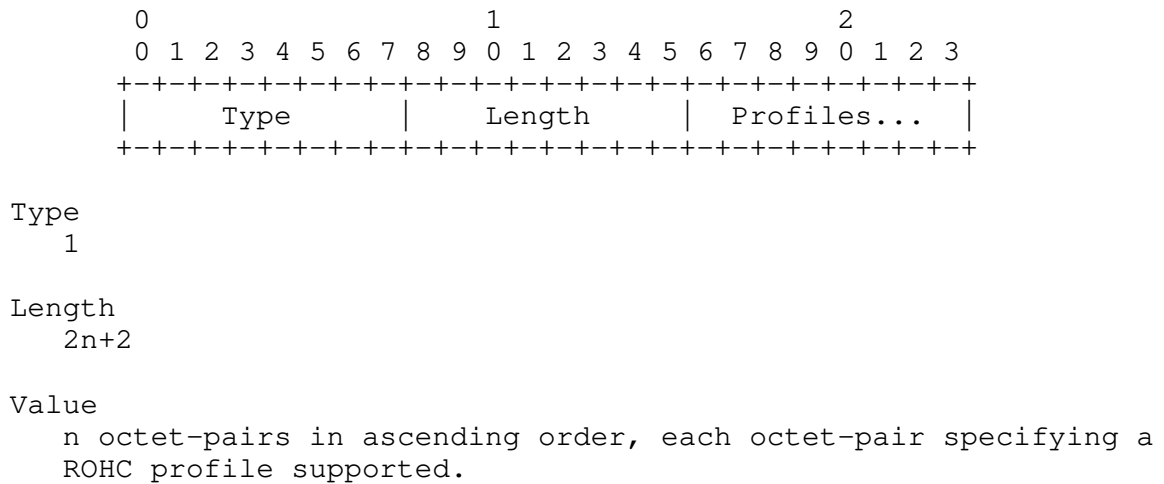 0                   1                   2
 0 1 2 3 4 5 6 7 8 9 0 1 2 3 4 5 6 7 8 9 0 1 2 3
+-+-+-+-+-+-+-+-+-+-+-+-+-+-+-+-+-+-+-+-+-+-+-+-+
|     Type      |    Length     |  Profiles...  |
+-+-+-+-+-+-+-+-+-+-+-+-+-+-+-+-+-+-+-+-+-+-+-+-+
Type
1
Length
2n+2
Value
n octet-pairs in ascending order, each octet-pair specifying a
ROHC profile supported.